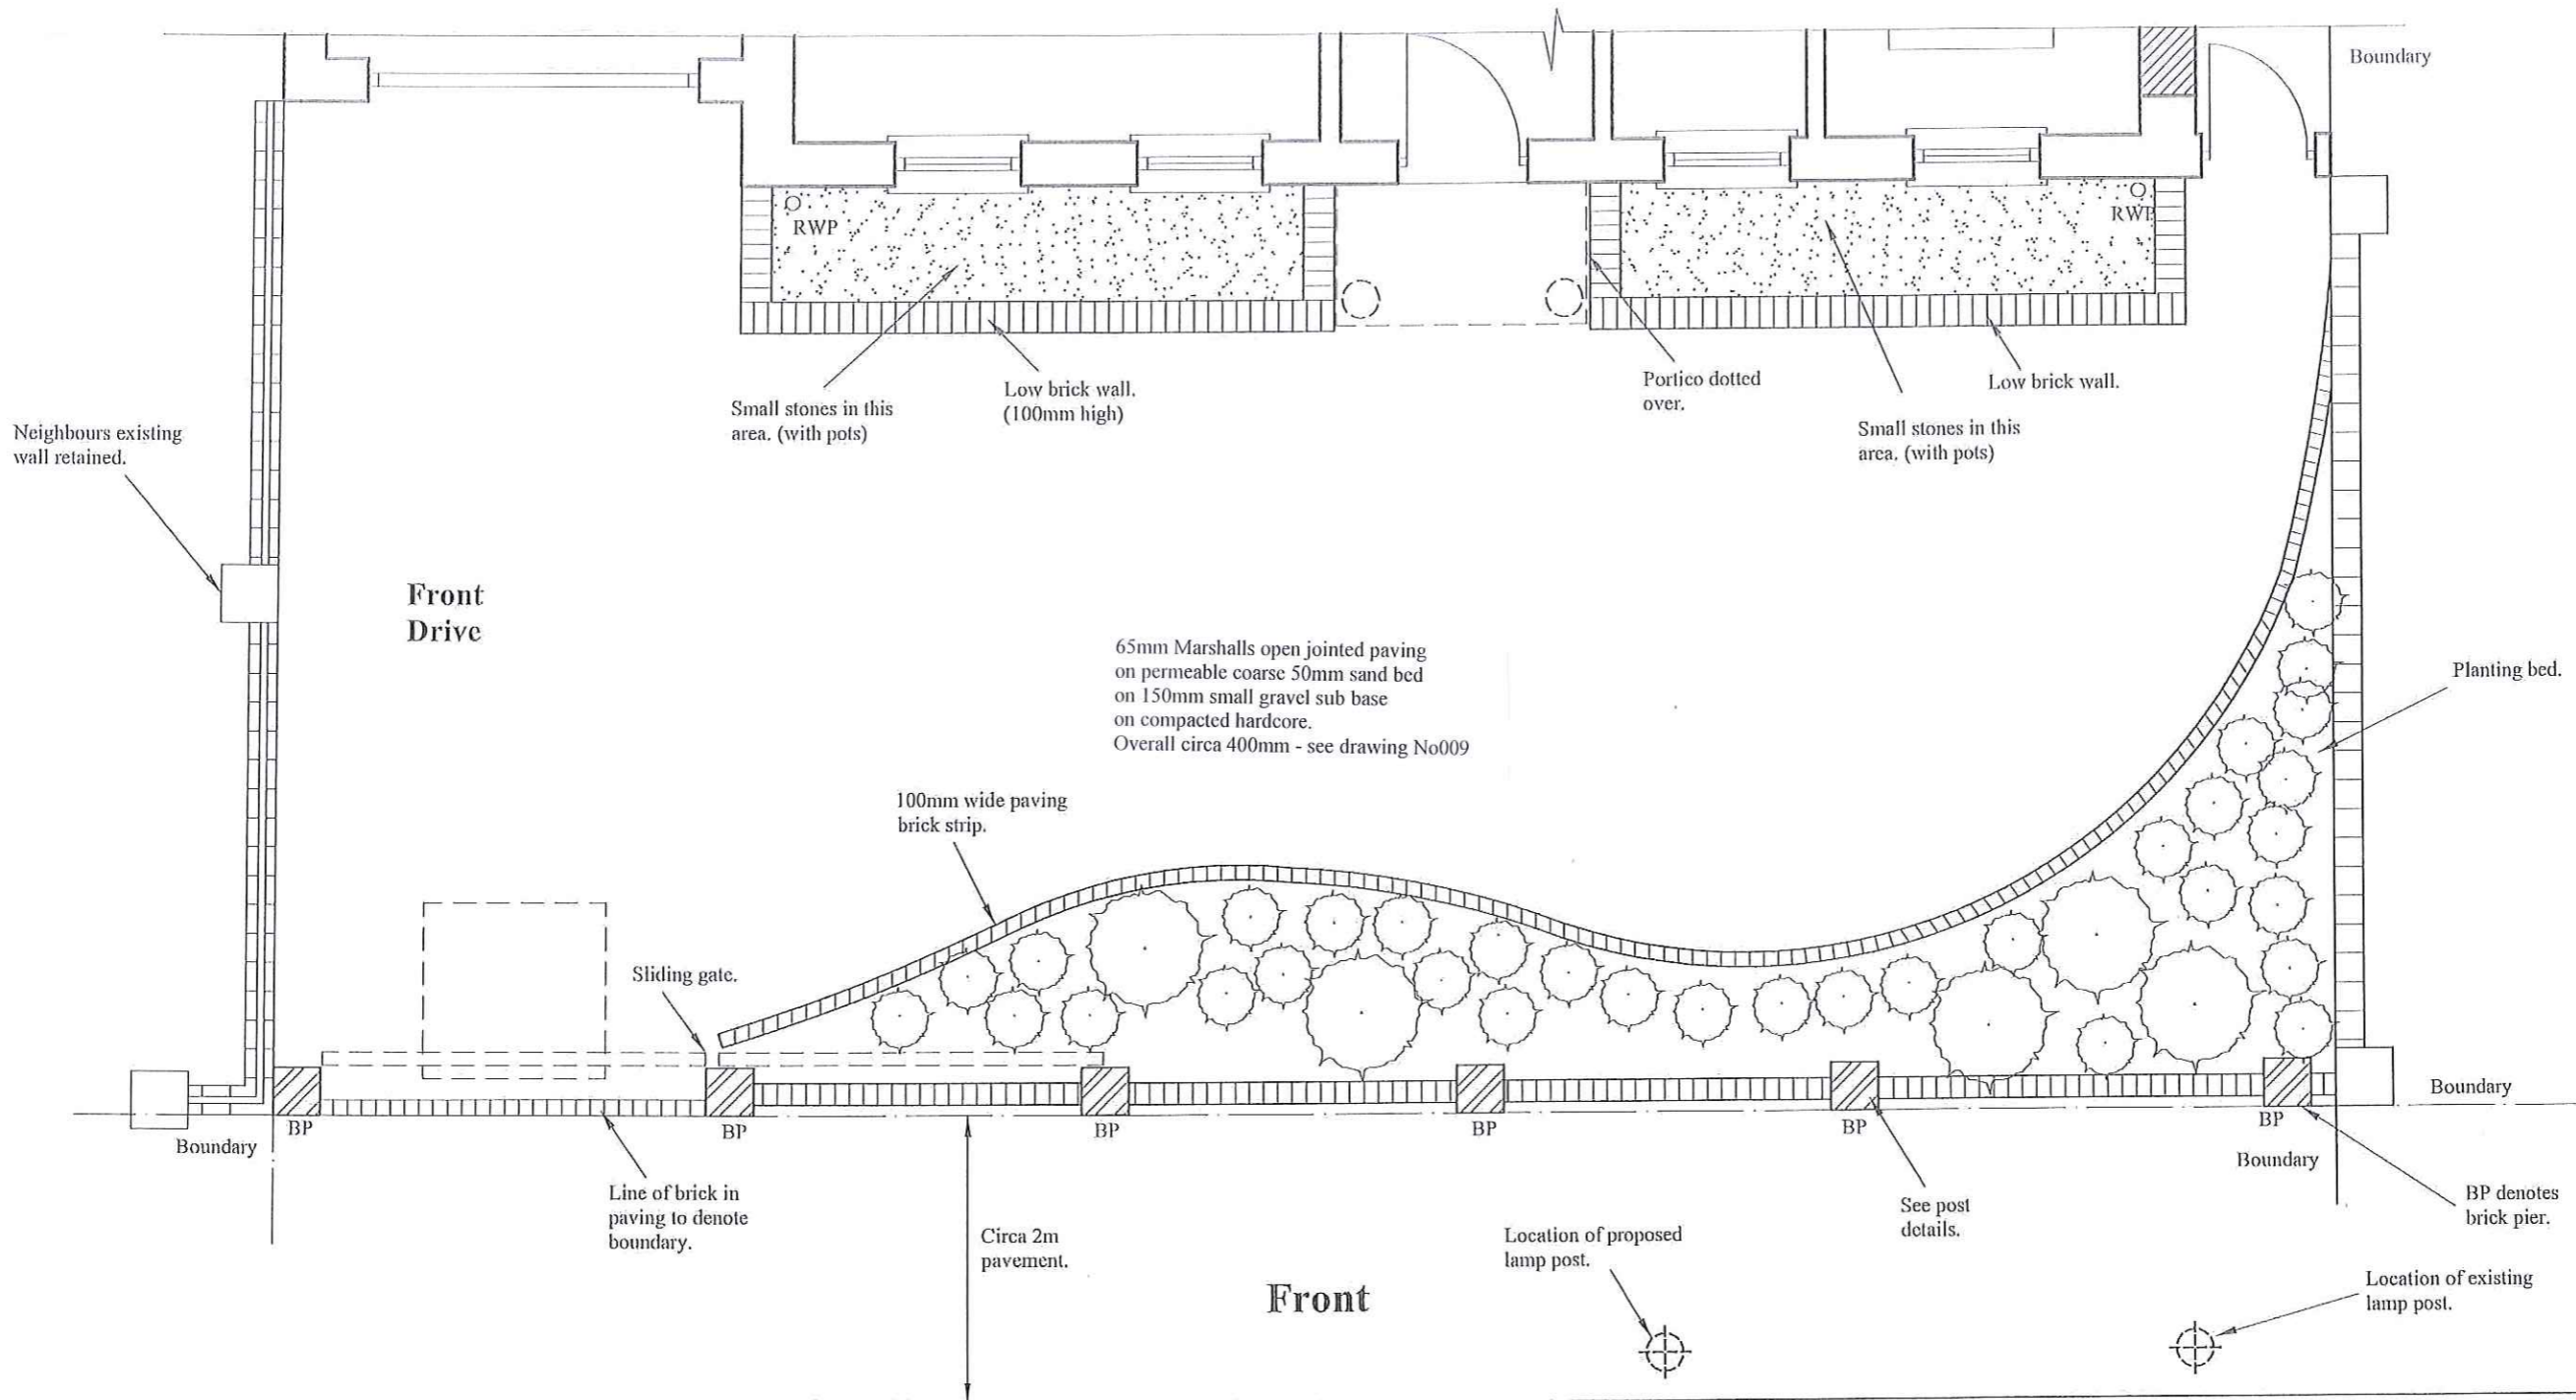 Boundary
RWP
RWP
Small stones in this
area. (with pots)
Low brick wall.
(100mm high)
Portico dotted
over.
Low brick wall.
Small stones in this
area. (with pots)
Neighbours existing
wall retained.
Front
Drive
65mm Marshalls open jointed paving
on permeable coarse 50mm sand bed
on 150mm small gravel sub base
on compacted hardcore.
Overall circa 400mm - see drawing No009
Planting bed.
100mm wide paving
brick strip.
Sliding gate.
Boundary
BP
BP
BP
BP
BP
BP
Boundary
Boundary
Line of brick in
paving to denote
boundary.
Circa 2m
pavement.
See post
details.
BP denotes
brick pier.
Location of proposed
lamp post.
Front
Location of existing
lamp post.